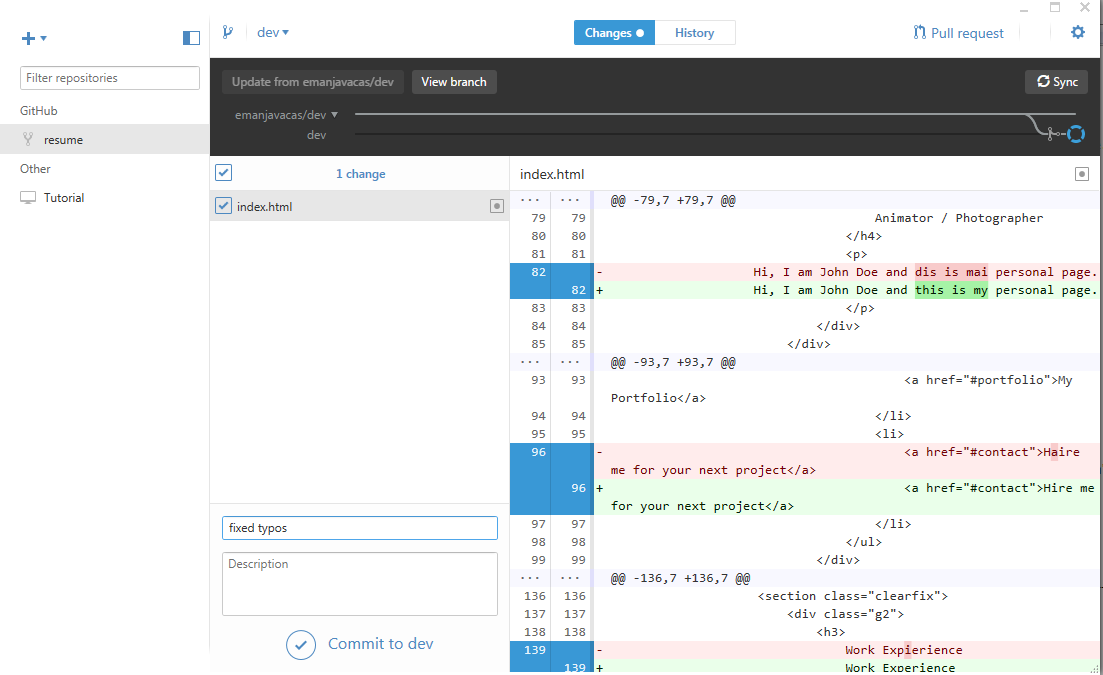 dev
Changes
History
Pull request
Filter repositories
GitHub
resume
Other
Tutorial
Update from emanjavacas/dev
View branch
Sync
emanjavacas/dev
dev
1 change
index.html
fixed typos
Description
Commit to dev
index.html
... ... @@ -79,7 +79,7 @@
79 79 Animator / Photographer
80 80 </h4>
81 81 <p>
82 - Hi, I am John Doe and dis is mai personal page.
82 + Hi, I am John Doe and this is my personal page.
83 83 </p>
84 84 </div>
85 85 </div>
... ... @@ -93,7 +93,7 @@
93 93 <a href="#portfolio">My
Portfolio</a>
94 94 </li>
95 95 <li>
96 - <a href="#contact">Haire
me for your next project</a>
96 + <a href="#contact">Hire me
for your next project</a>
97 97 </li>
98 98 </ul>
99 99 </div>
... ... @@ -136,7 +136,7 @@
136 136 <section class="clearfix">
137 137 <div class="g2">
138 138 <h3>
139 - Work Expierience
139 + Work Experience